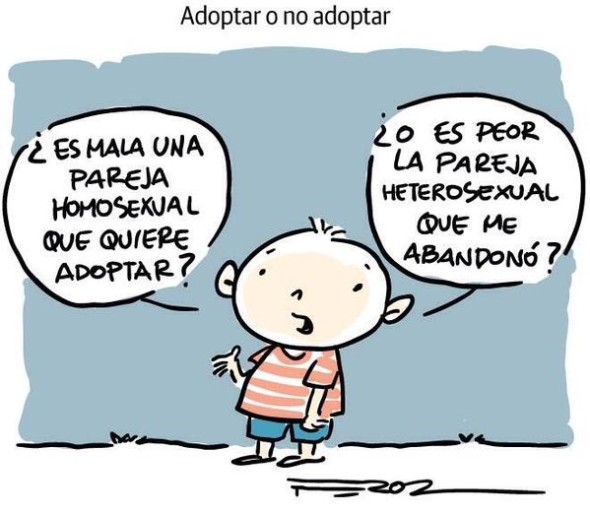 Adoptar o no adoptar
¿ES MALA UNA
PAREJA
HOMOSEXUAL
QUE QUIERE
ADOPTAR?
¿O ES PEOR
LA PAREJA
HETEROSEXUAL
QUE ME
ABANDONÓ?